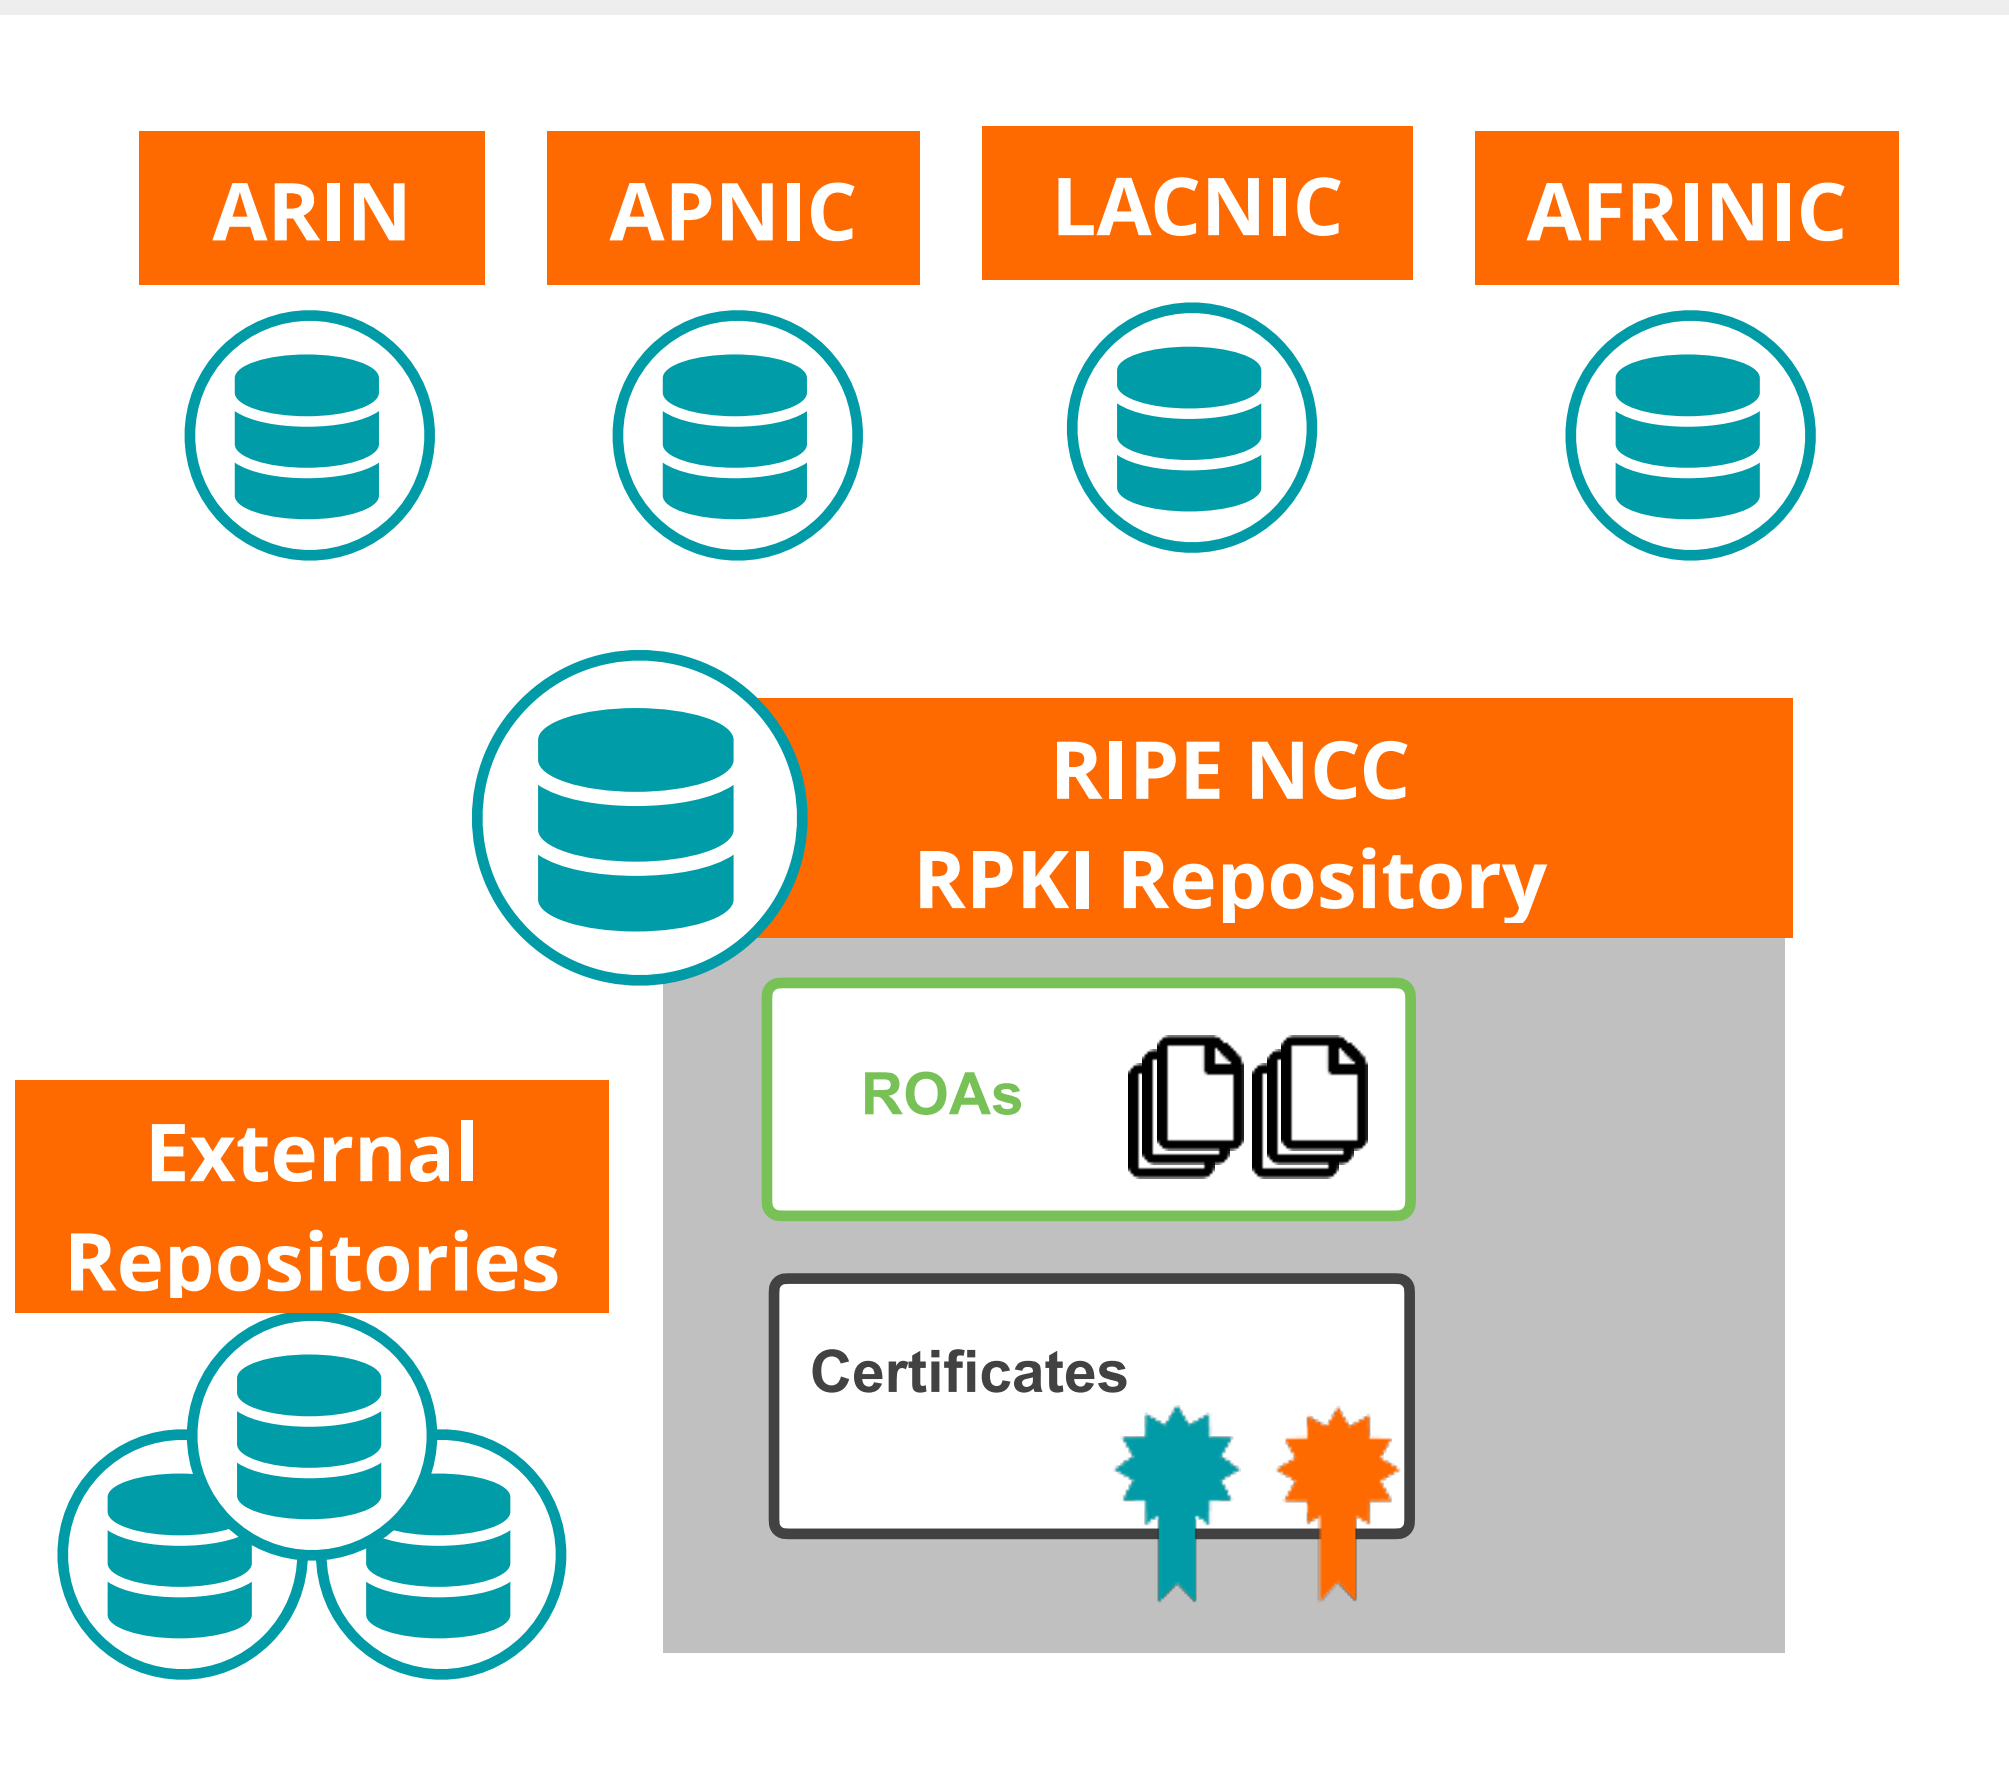 ARIN
APNIC
LACNIC
AFRINIC
RIPE NCC
RPKI Repository
ROAs
External
Repositories
Certificates